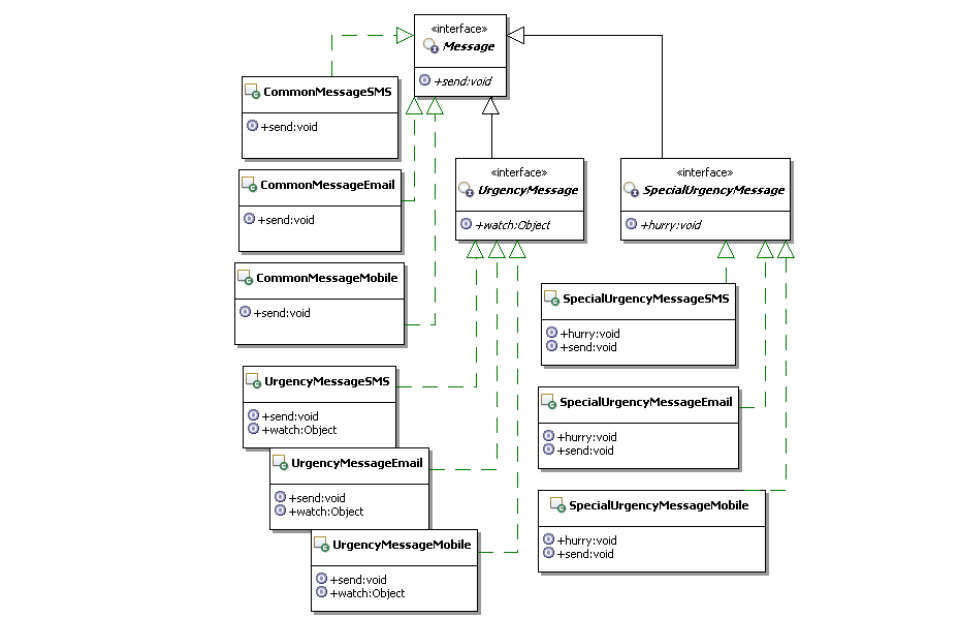 «interface»
Message
+send:void
CommonMessageSMS
+send:void
CommonMessageEmail
+send:void
CommonMessageMobile
+send:void
«interface»
UrgencyMessage
+watch:Object
«interface»
SpecialUrgencyMessage
+hurry:void
SpecialUrgencyMessageSMS
+hurry:void
+send:void
UrgencyMessageSMS
+send:void
+watch:Object
SpecialUrgencyMessageEmail
+hurry:void
+send:void
UrgencyMessageEmail
+send:void
+watch:Object
SpecialUrgencyMessageMobile
+hurry:void
+send:void
UrgencyMessageMobile
+send:void
+watch:Object